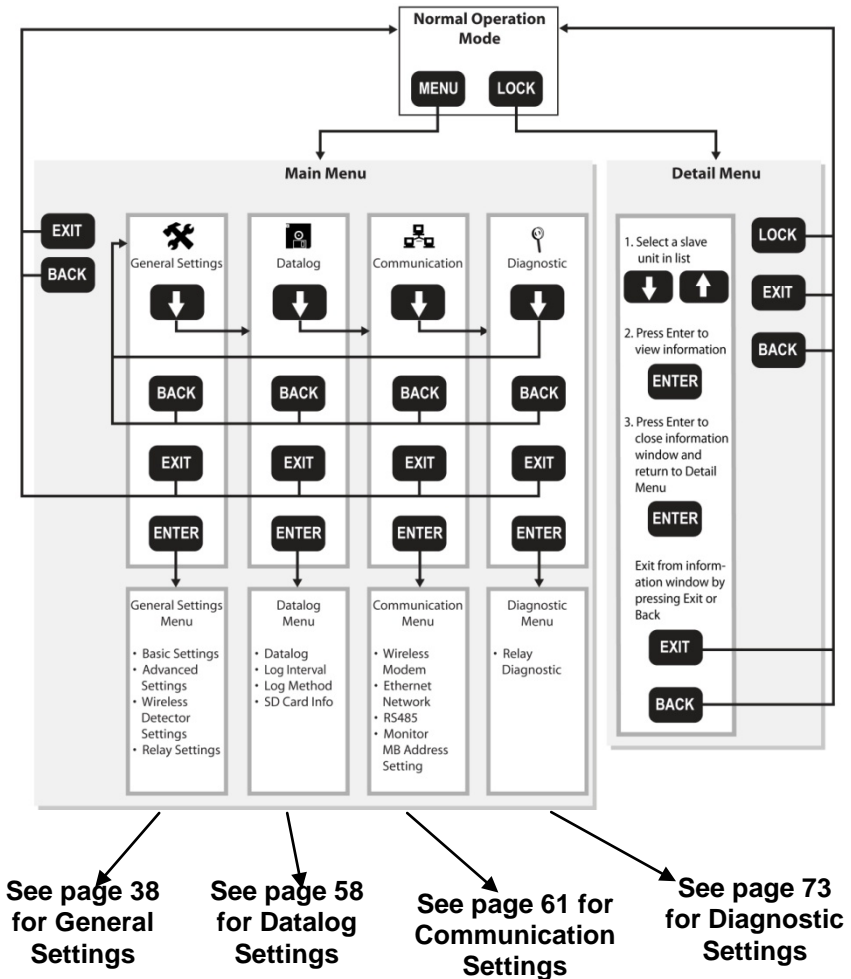 Normal Operation
Mode
MENU
LOCK
Main Menu
EXIT
BACK
General Settings
BACK
EXIT
ENTER
Datalog
BACK
EXIT
ENTER
Communication
BACK
EXIT
ENTER
Diagnostic
BACK
EXIT
ENTER
General Settings
Menu
• Basic Settings
• Advanced
Settings
• Wireless
Detector
Settings
• Relay Settings
Datalog
Menu
• Datalog
• Log Interval
• Log Method
• SD Card Info
Communication
Menu
• Wireless
Modem
• Ethernet
Network
• RS485
• Monitor
MB Address
Setting
Diagnostic
Menu
• Relay
Diagnostic
Detail Menu
1. Select a slave
unit in list
2. Press Enter to
view information
ENTER
3. Press Enter to
close information
window and
return to Detail
Menu
ENTER
Exit from inform-
ation window by
pressing Exit or
Back
EXIT
BACK
LOCK
EXIT
BACK
See page 38
for General
Settings
See page 58
for Datalog
Settings
See page 61 for
Communication
Settings
See page 73
for Diagnostic
Settings